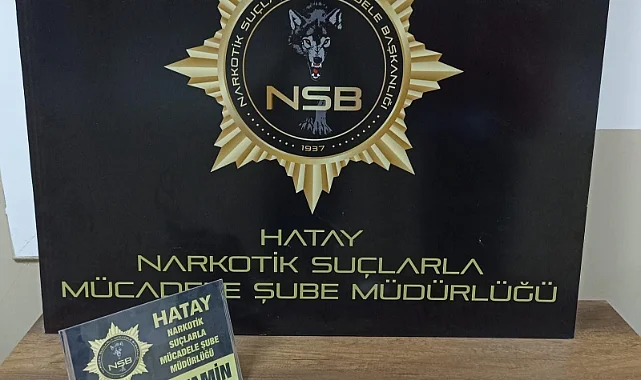 NARKOTİK SUÇLARLA MÜCADELE BAŞKANLIĞI
NSB
1937
HATAY
NARKOTİK SUÇLARLA
MÜCADELE ŞUBE MÜDÜRLÜĞÜ
HATAY
NARKOTİK
SUÇLARLA
MÜCADELE ŞUBE
MÜDÜRLÜĞÜ
NSB